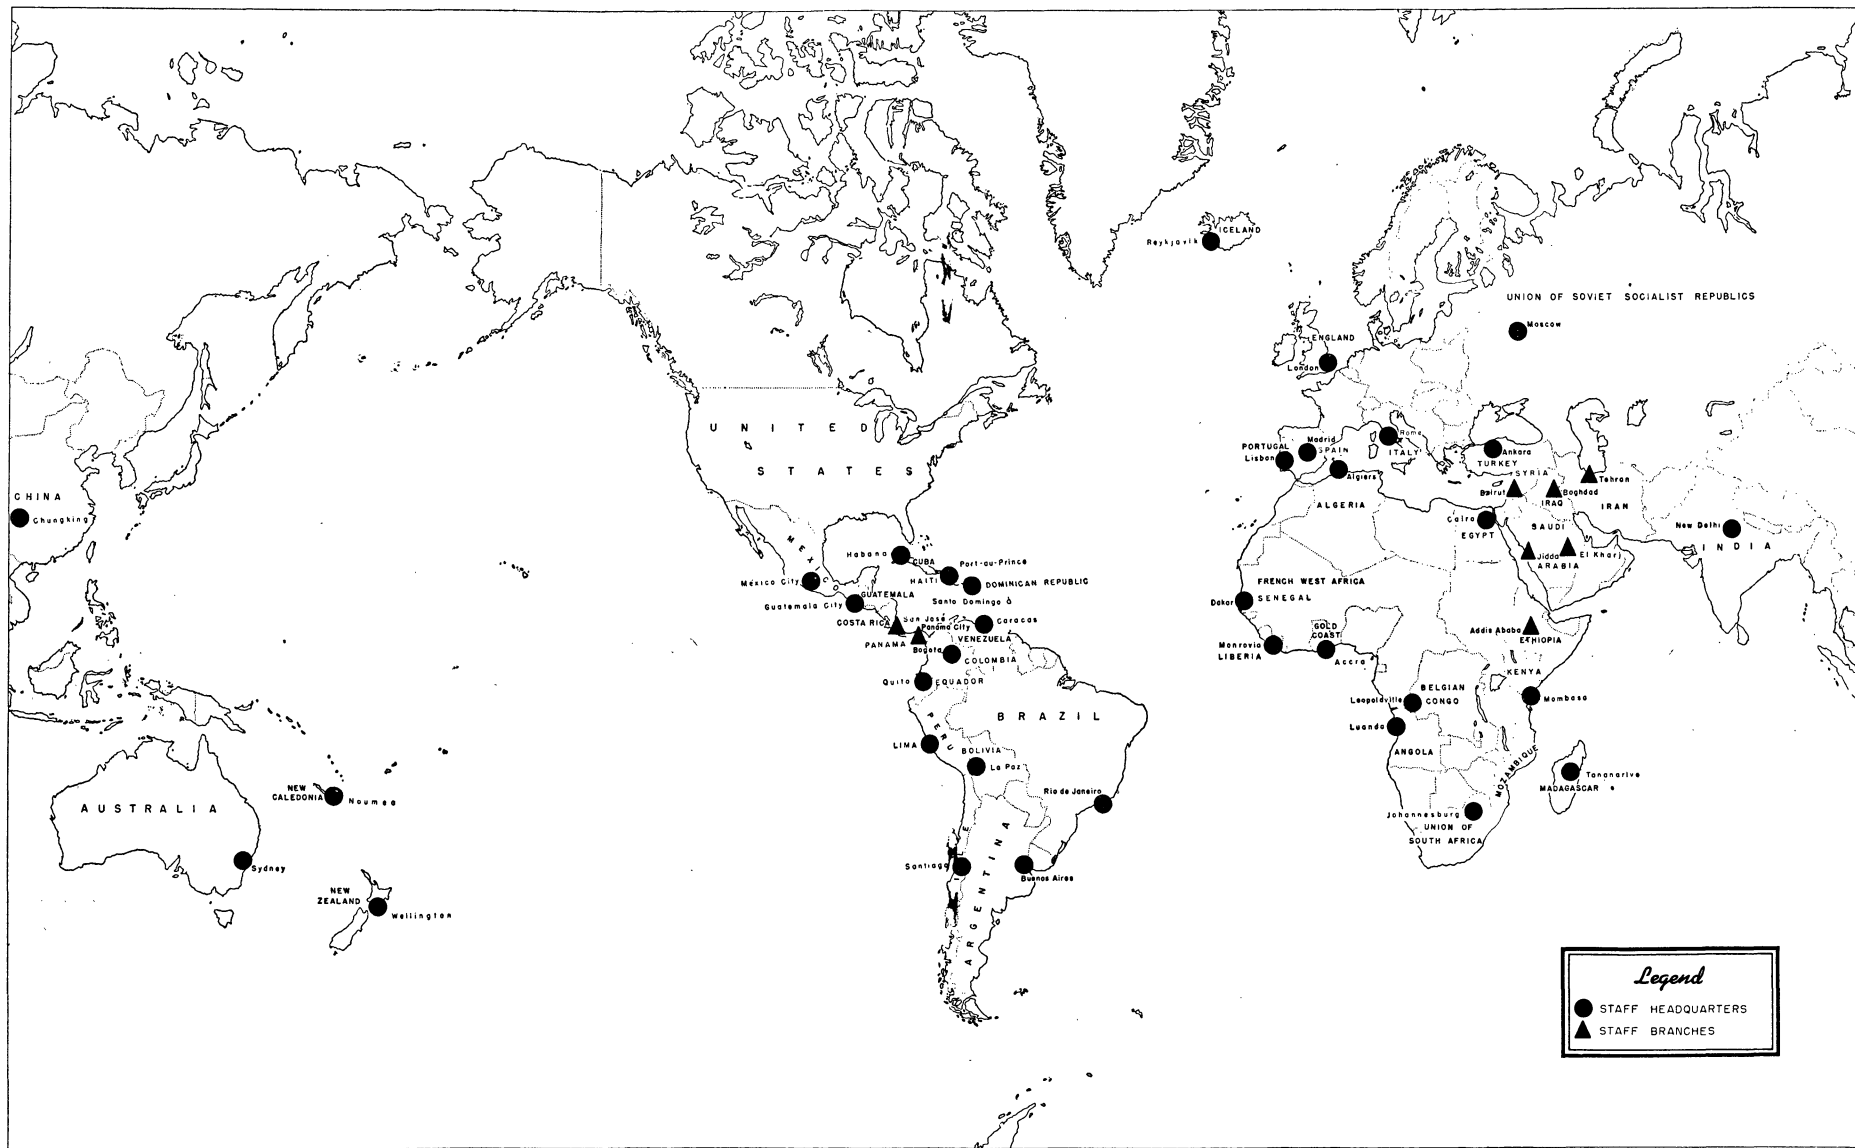 ICELAND
Reykjavik
UNION OF SOVIET SOCIALIST REPUBLICS
Moscow
ENGLAND
London
UNITED
STATES
PORTUGAL
Lisbon
Madrid
SPAIN
Rome
ITALY
Algiers
ALGERIA
Ankara
TURKEY
SYRIA
Beirut
Baghdad
IRAQ
Tehran
IRAN
CHINA
Chungking
Cairo
EGYPT
SAUDI
ARABIA
Jidda
El Kharj
New Delhi
INDIA
MEXICO
México City
Habana
CUBA
Port-au-Prince
HAITI
DOMINICAN REPUBLIC
Santo Domingo
GUATEMALA
Guatemala City
COSTA RICA
San José
Panamá City
PANAMA
Caracas
VENEZUELA
Bogotá
COLOMBIA
Quito
EQUADOR
FRENCH WEST AFRICA
Dakar
SENEGAL
Monrovia
LIBERIA
GOLD
COAST
Accra
Addis Ababa
ETHIOPIA
KENYA
Mombasa
BELGIAN
CONGO
Leopoldville
Luanda
ANGOLA
PERU
LIMA
BRAZIL
BOLIVIA
La Paz
Rio de Janeiro
MOZAMBIQUE
Tananarive
MADAGASCAR
Johannesburg
UNION OF
SOUTH AFRICA
NEW
CALEDONIA
Noumea
AUSTRALIA
Sydney
NEW
ZEALAND
Wellington
Santiago
Buenos Aires
ARGENTINA
Legend
STAFF HEADQUARTERS
STAFF BRANCHES